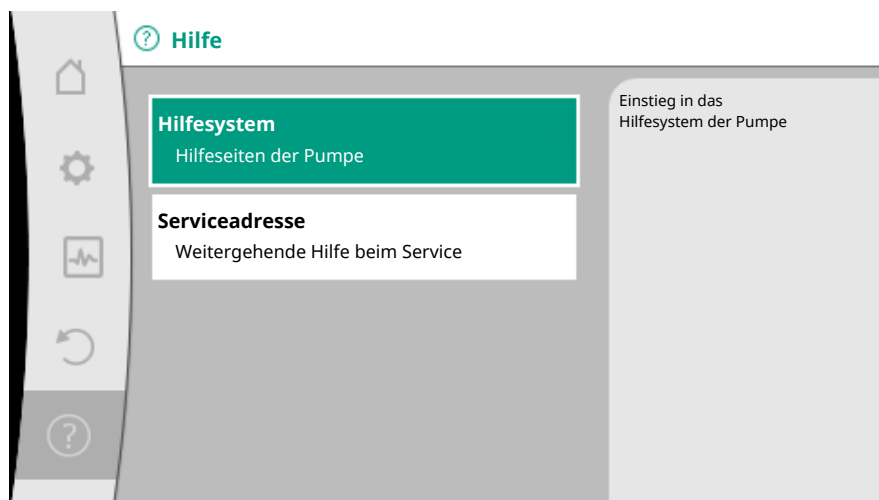 Hilfe
Hilfesystem
Hilfeseiten der Pumpe
Serviceadresse
Weitergehende Hilfe beim Service
Einstieg in das
Hilfesystem der Pumpe